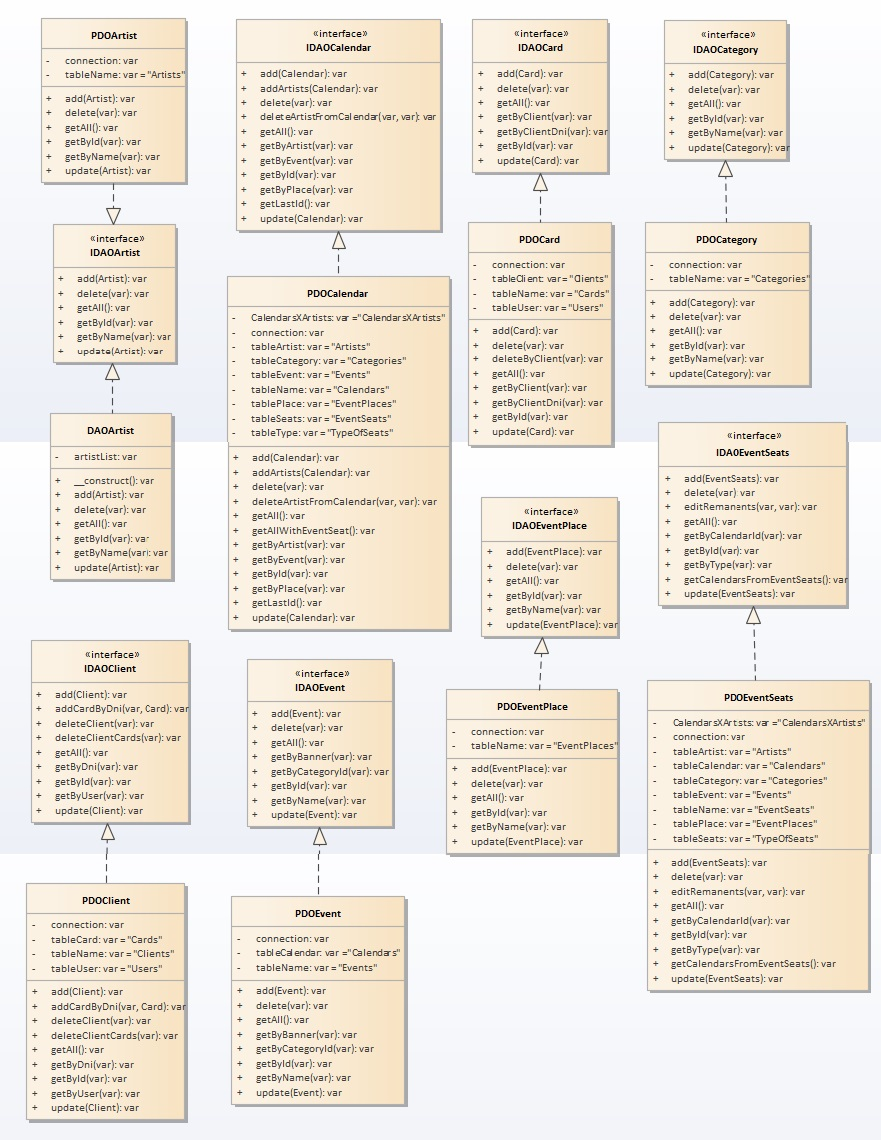 PDOArtist
- connection: var
- tableName: var = "Artists"
+ add(Artist): var
+ delete(var): var
+ getAll(): var
+ getById(var): var
+ getByName(var): var
+ update(Artist): var
«interface»
IDAOArtist
+ add(Artist): var
+ delete(var): var
+ getAll(): var
+ getById(var): var
+ getByName(var): var
+ update(Artist): var
DAOArtist
- artistList: var
+ __construct(): var
+ add(Artist): var
+ delete(var): var
+ getAll(): var
+ getById(var): var
+ getByName(var): var
+ update(Artist): var
«interface»
IDAOCalendar
+ add(Calendar): var
+ addArtists(Calendar): var
+ delete(var): var
+ deleteArtistFromCalendar(var, var): var
+ getAll(): var
+ getByArtist(var): var
+ getByEvent(var): var
+ getById(var): var
+ getByPlace(var): var
+ getLastId(): var
+ update(Calendar): var
PDOCalendar
- CalendarsXArtists: var ="CalendarsXArtists"
- connection: var
- tableArtist: var = "Artists"
- tableCategory: var = "Categories"
- tableEvent: var = "Events"
- tableName: var = "Calendars"
- tablePlace: var = "EventPlaces"
- tableSeats: var = "EventSeats"
- tableType: var = "TypeOfSeats"
+ add(Calendar): var
+ addArtists(Calendar): var
+ delete(var): var
+ deleteArtistFromCalendar(var, var): var
+ getAll(): var
+ getAllWithEventSeat(): var
+ getByArtist(var): var
+ getByEvent(var): var
+ getById(var): var
+ getByPlace(var): var
+ getLastId(): var
+ update(Calendar): var
«interface»
IDAOCard
+ add(Card): var
+ delete(var): var
+ getAll(): var
+ getByClient(var): var
+ getByClientDni(var): var
+ getById(var): var
+ update(Card): var
PDOCard
- connection: var
- tableClient: var = "Clients"
- tableName: var = "Cards"
- tableUser: var = "Users"
+ add(Card): var
+ delete(var): var
+ deleteByClient(var): var
+ getAll(): var
+ getByClient(var): var
+ getByClientDni(var): var
+ getById(var): var
+ update(Card): var
«interface»
IDAOCategory
+ add(Category): var
+ delete(var): var
+ getAll(): var
+ getById(var): var
+ getByName(var): var
+ update(Category): var
PDOCategory
- connection: var
- tableName: var = "Categories"
+ add(Category): var
+ delete(var): var
+ getAll(): var
+ getById(var): var
+ getByName(var): var
+ update(Category): var
«interface»
IDAOEventPlace
+ add(EventPlace): var
+ delete(var): var
+ getAll(): var
+ getById(var): var
+ getByName(var): var
+ update(EventPlace): var
PDOEventPlace
- connection: var
- tableName: var = "EventPlaces"
+ add(EventPlace): var
+ delete(var): var
+ getAll(): var
+ getById(var): var
+ getByName(var): var
+ update(EventPlace): var
«interface»
IDA0EventSeats
+ add(EventSeats): var
+ delete(var): var
+ editRemanents(var, var): var
+ getAll(): var
+ getByCalendarId(var): var
+ getById(var): var
+ getByType(var): var
+ getCalendarsFromEventSeats(): var
+ update(EventSeats): var
PDOEventSeats
- CalendarsXArtists: var ="CalendarsXArtists"
- connection: var
- tableArtist: var = "Artists"
- tableCalendar: var = "Calendars"
- tableCategory: var = "Categories"
- tableEvent: var = "Events"
- tableName: var = "EventSeats"
- tablePlace: var = "EventPlaces"
- tableSeats: var = "TypeOfSeats"
+ add(EventSeats): var
+ delete(var): var
+ editRemanents(var, var): var
+ getAll(): var
+ getByCalendarId(var): var
+ getById(var): var
+ getByType(var): var
+ getCalendarsFromEventSeats(): var
+ update(EventSeats): var
«interface»
IDAOClient
+ add(Client): var
+ addCardByDni(var, Card): var
+ deleteClient(var): var
+ deleteClientCards(var): var
+ getAll(): var
+ getByDni(var): var
+ getById(var): var
+ getByUser(var): var
+ update(Client): var
PDOClient
- connection: var
- tableCard: var = "Cards"
- tableName: var = "Clients"
- tableUser: var = "Users"
+ add(Client): var
+ addCardByDni(var, Card): var
+ deleteClient(var): var
+ deleteClientCards(var): var
+ getAll(): var
+ getByDni(var): var
+ getById(var): var
+ getByUser(var): var
+ update(Client): var
«interface»
IDAOEvent
+ add(Event): var
+ delete(var): var
+ getAll(): var
+ getByBanner(var): var
+ getByCategoryId(var): var
+ getById(var): var
+ getByName(var): var
+ update(Event): var
PDOEvent
- connection: var
- tableCalendar: var ="Calendars"
- tableName: var = "Events"
+ add(Event): var
+ delete(var): var
+ getAll(): var
+ getByBanner(var): var
+ getByCategoryId(var): var
+ getById(var): var
+ getByName(var): var
+ update(Event): var